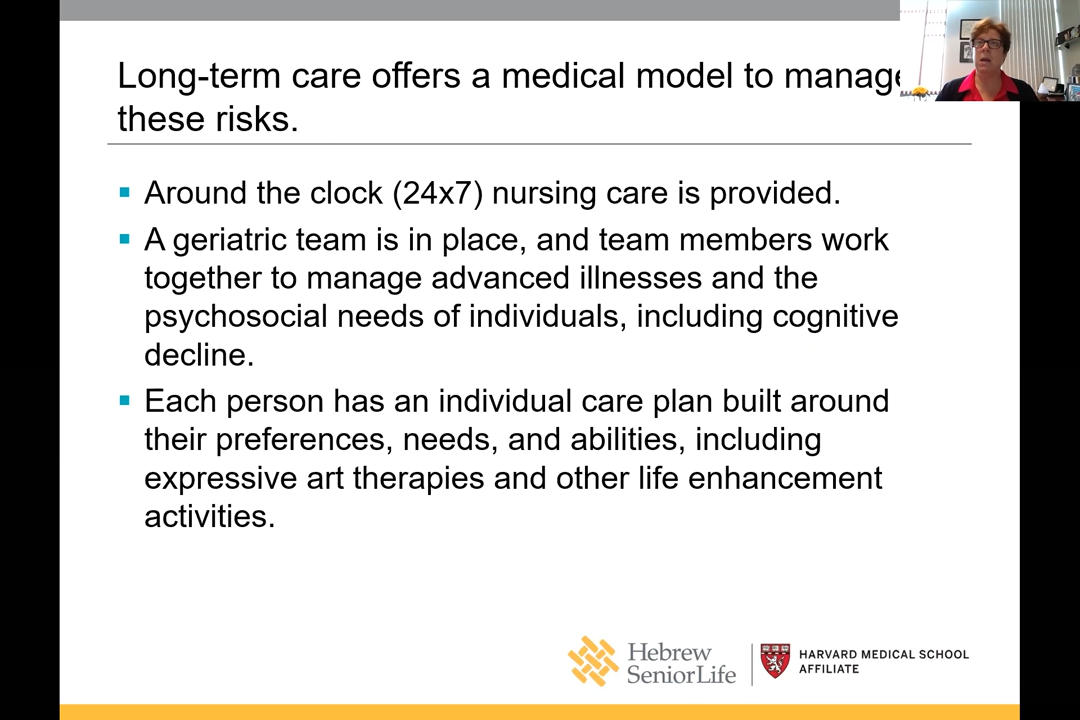 Long-term care offers a medical model to manage
these risks.
Around the clock (24x7) nursing care is provided.
A geriatric team is in place, and team members work
together to manage advanced illnesses and the
psychosocial needs of individuals, including cognitive
decline.
Each person has an individual care plan built around
their preferences, needs, and abilities, including
expressive art therapies and other life enhancement
activities.
Hebrew
SeniorLife
HARVARD MEDICAL SCHOOL
AFFILIATE